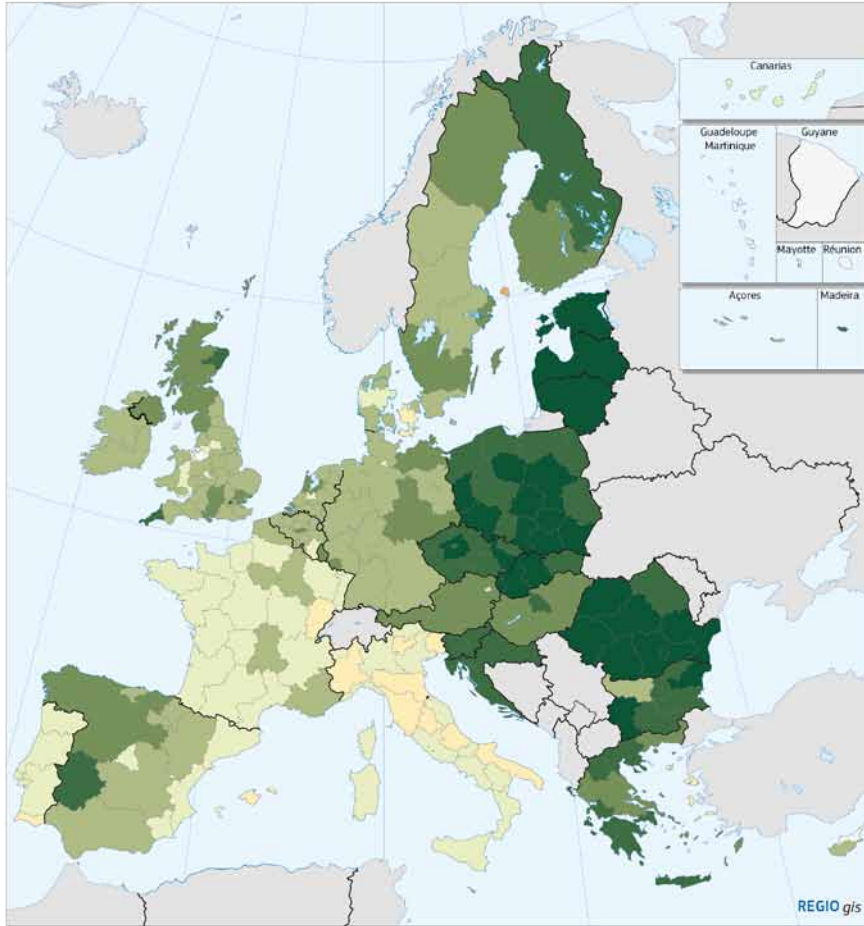 Canarias
Guadeloupe
Martinique
Guyane
Mayotte
Réunion
Açores
Madeira
REGIO gis